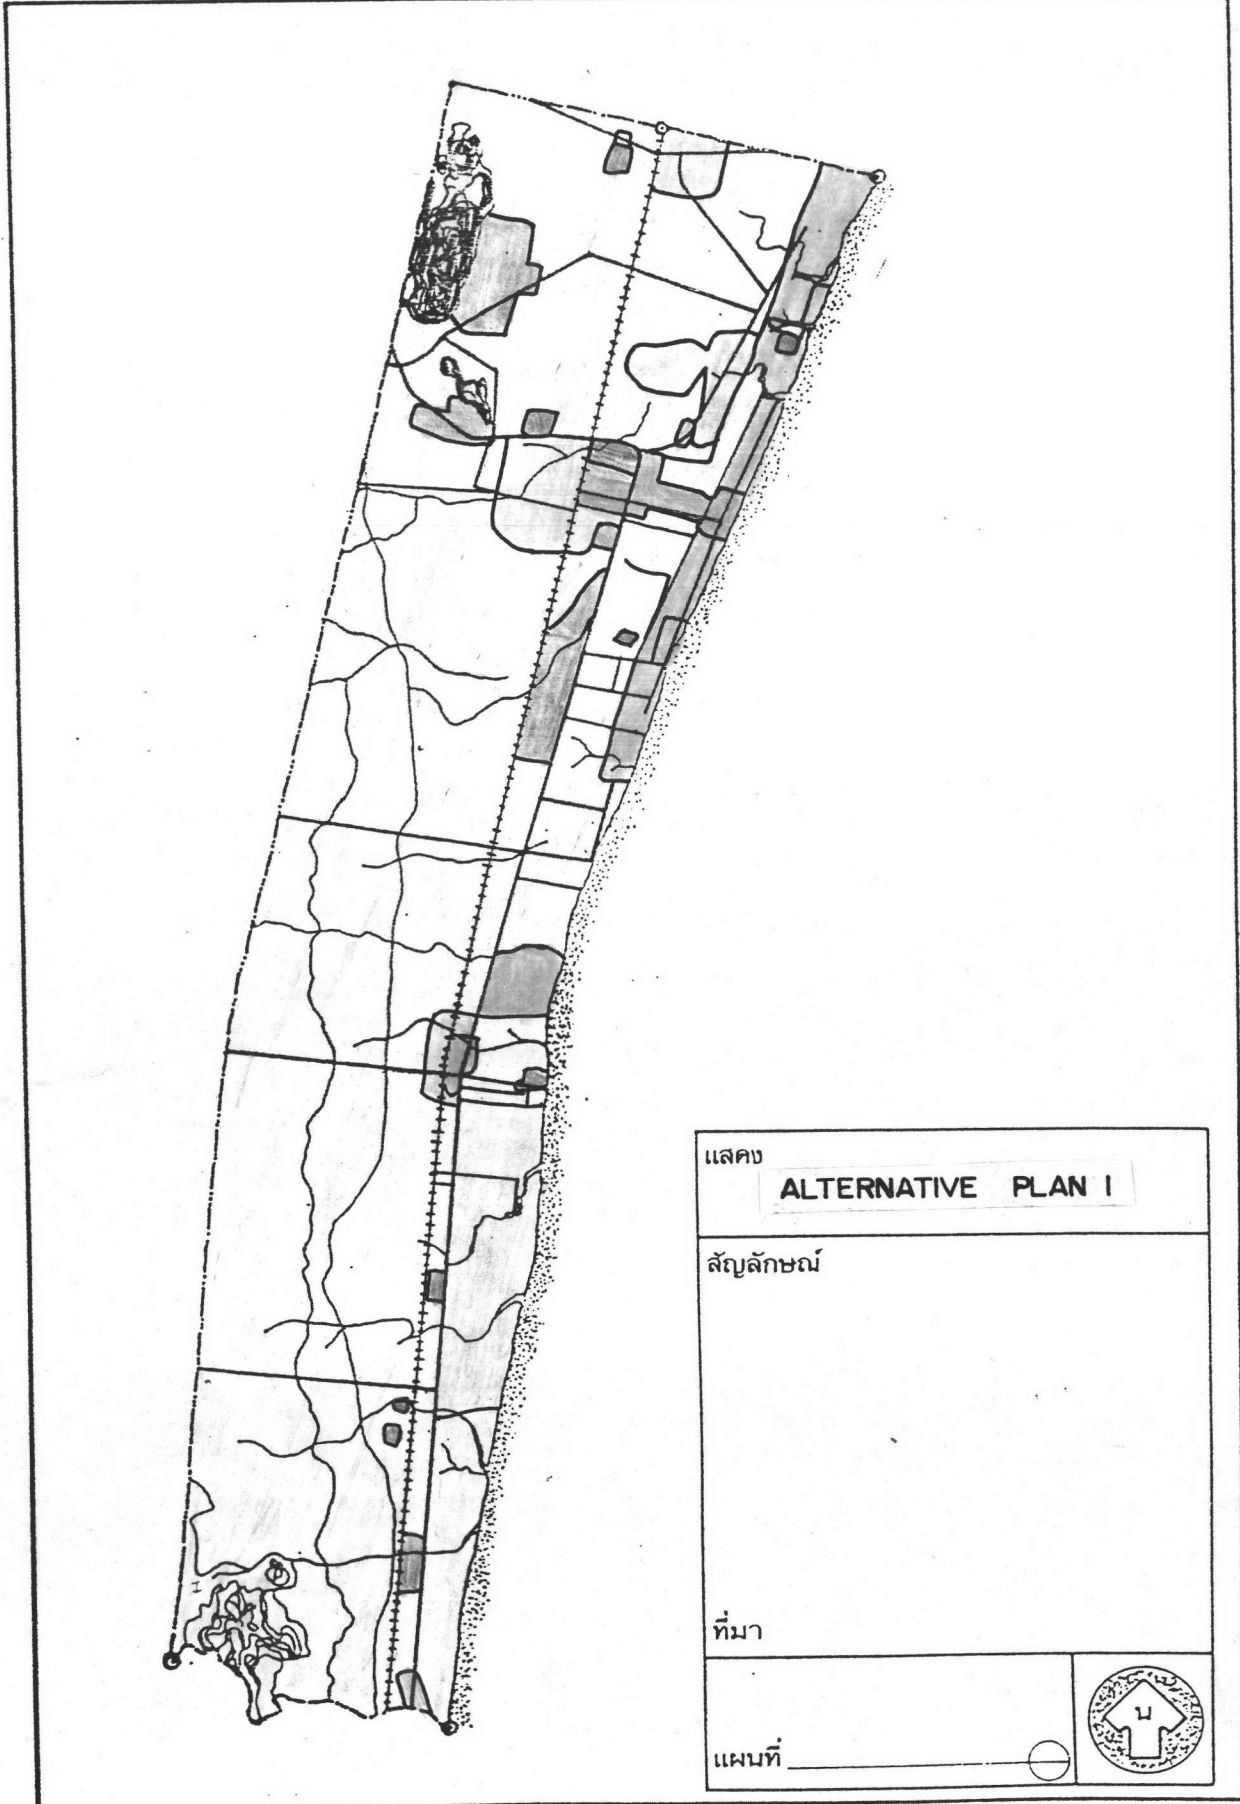 แสดง
ALTERNATIVE PLAN I
สัญลักษณ์
ที่มา
แผนที่
น